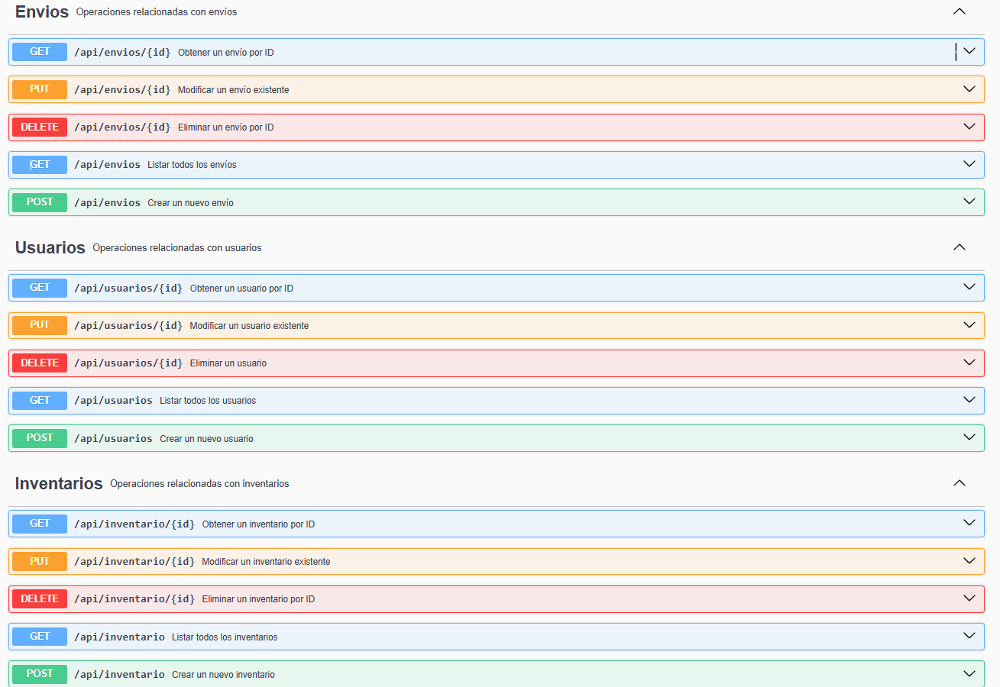 Envios Operaciones relacionadas con envíos
GET /api/envios/{id} Obtener un envío por ID
PUT /api/envios/{id} Modificar un envío existente
DELETE /api/envios/{id} Eliminar un envío por ID
GET /api/envios Listar todos los envíos
POST /api/envios Crear un nuevo envío
Usuarios Operaciones relacionadas con usuarios
GET /api/usuarios/{id} Obtener un usuario por ID
PUT /api/usuarios/{id} Modificar un usuario existente
DELETE /api/usuarios/{id} Eliminar un usuario
GET /api/usuarios Listar todos los usuarios
POST /api/usuarios Crear un nuevo usuario
Inventarios Operaciones relacionadas con inventarios
GET /api/inventario/{id} Obtener un inventario por ID
PUT /api/inventario/{id} Modificar un inventario existente
DELETE /api/inventario/{id} Eliminar un inventario por ID
GET /api/inventario Listar todos los inventarios
POST /api/inventario Crear un nuevo inventario